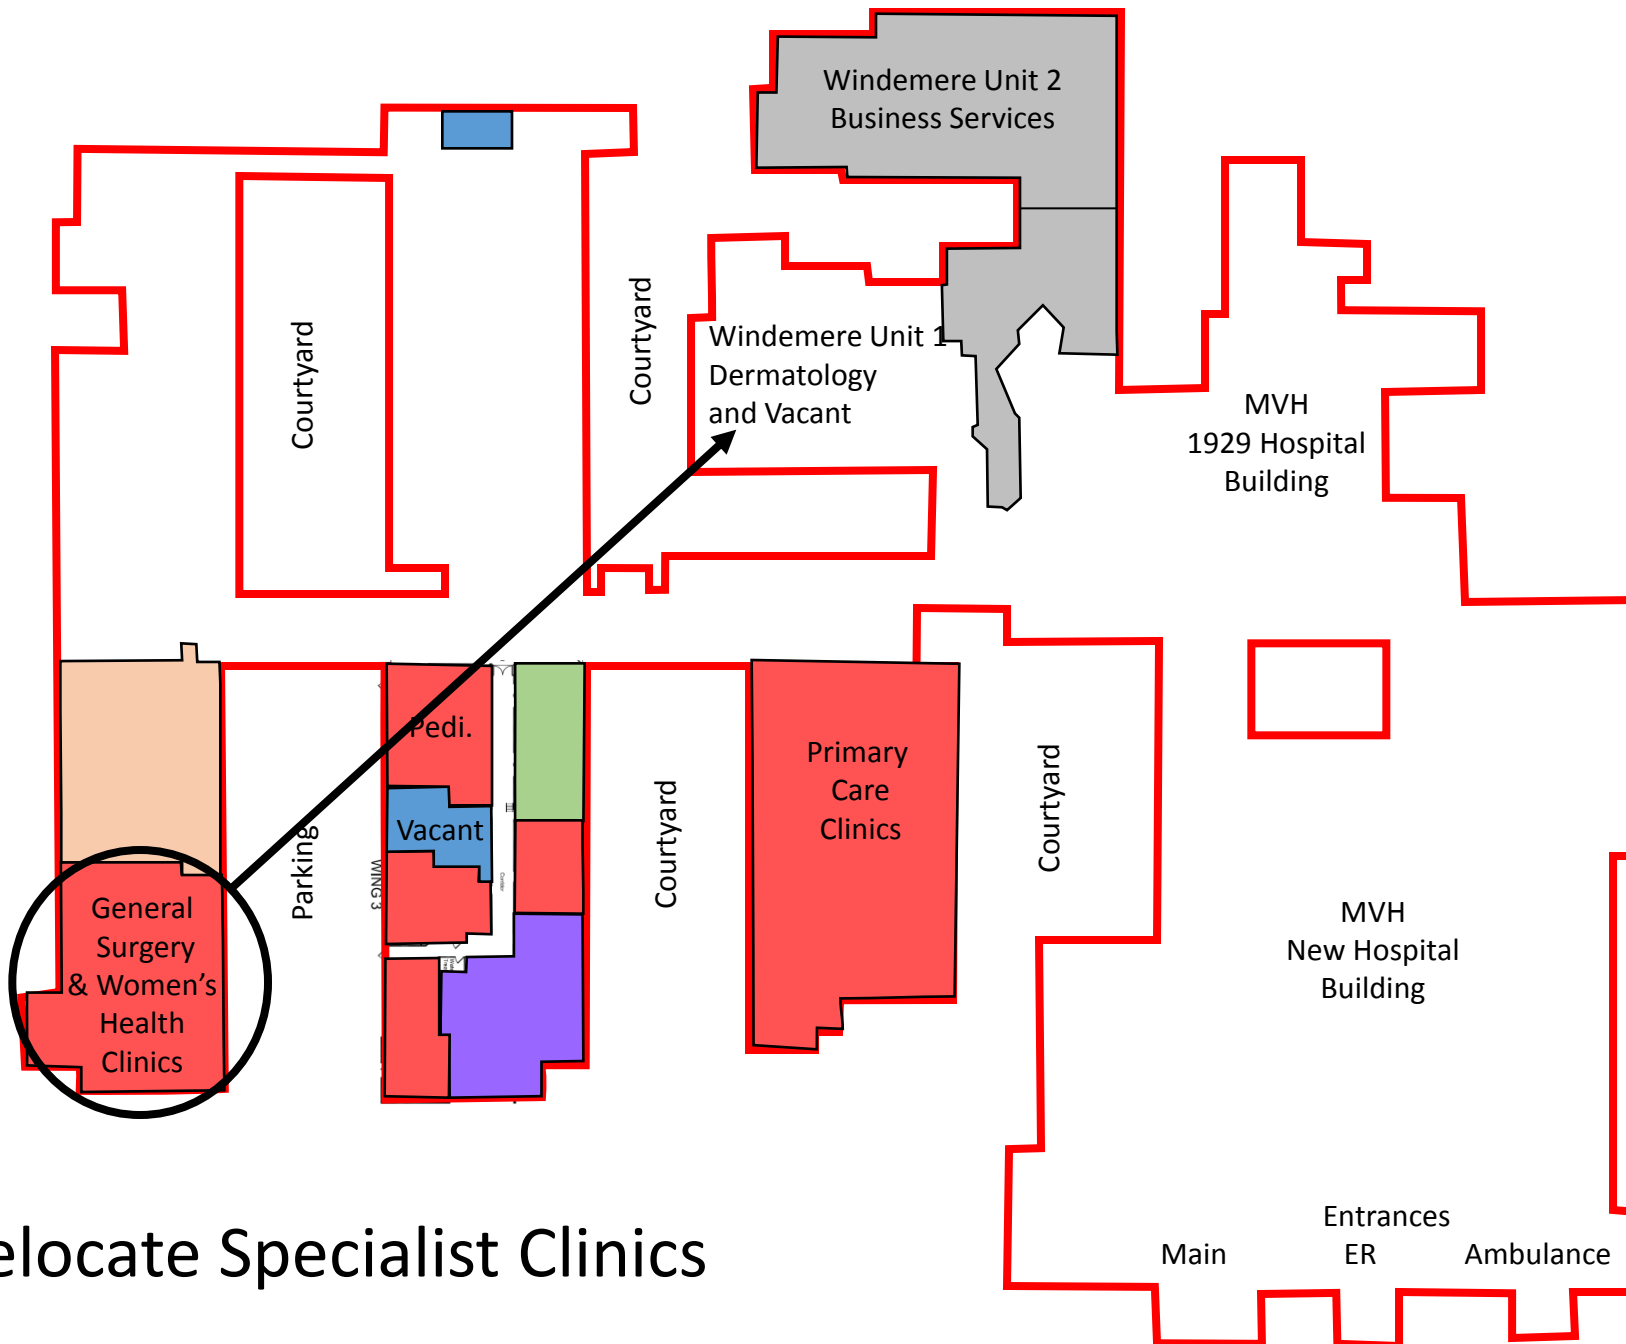 Windemere Unit 2
Business Services
Courtyard
Courtyard
Windemere Unit 1
Dermatology
and Vacant
MVH
1929 Hospital
Building
Pedi.
Vacant
WING 3
Corridor
Parking
General
Surgery
& Women's
Health
Clinics
Courtyard
Primary
Care
Clinics
Courtyard
MVH
New Hospital
Building
Entrances
Main ER Ambulance
elocate Specialist Clinics